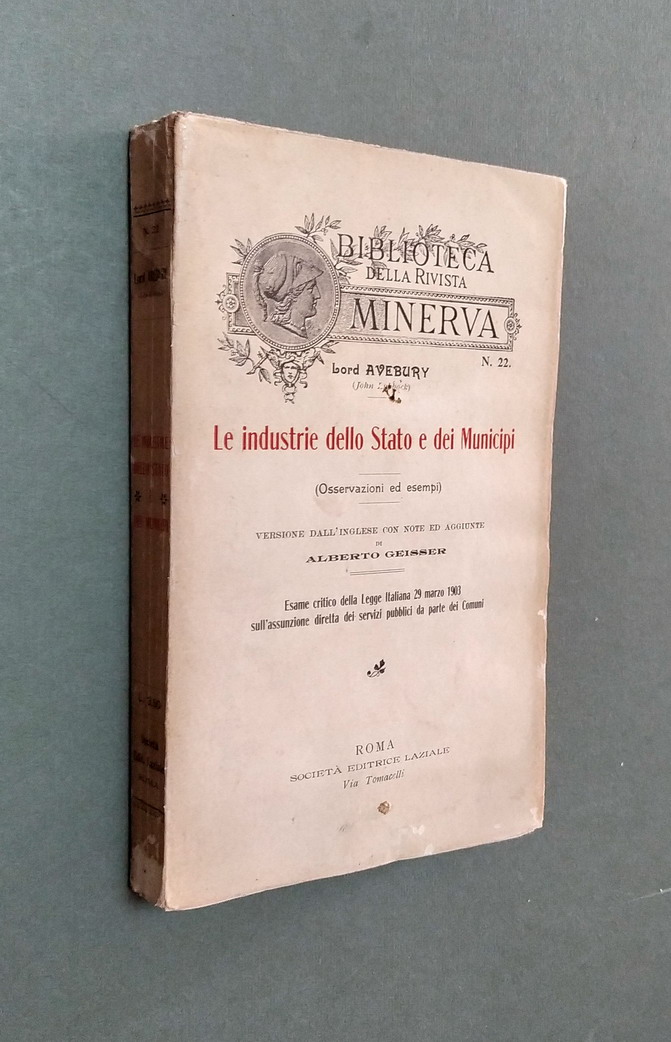 BIBLIOTECA
DELLA RIVISTA
MINERVA
N. 22.
Lord AVEBURY
(John
Le industrie dello Stato e dei Municipi
(Osservazioni ed esempi)
VERSIONE DALL'INGLESE CON NOTE ED AGGIUNTE
DI
ALBERTO GEISSER
Esame critico della Legge Italiana 29 marzo 1903
sull'assunzione diretta dei servizi pubblici da parte dei Comuni
ROMA
SOCIETÀ EDITRICE LAZIALE
Via Tomacelli